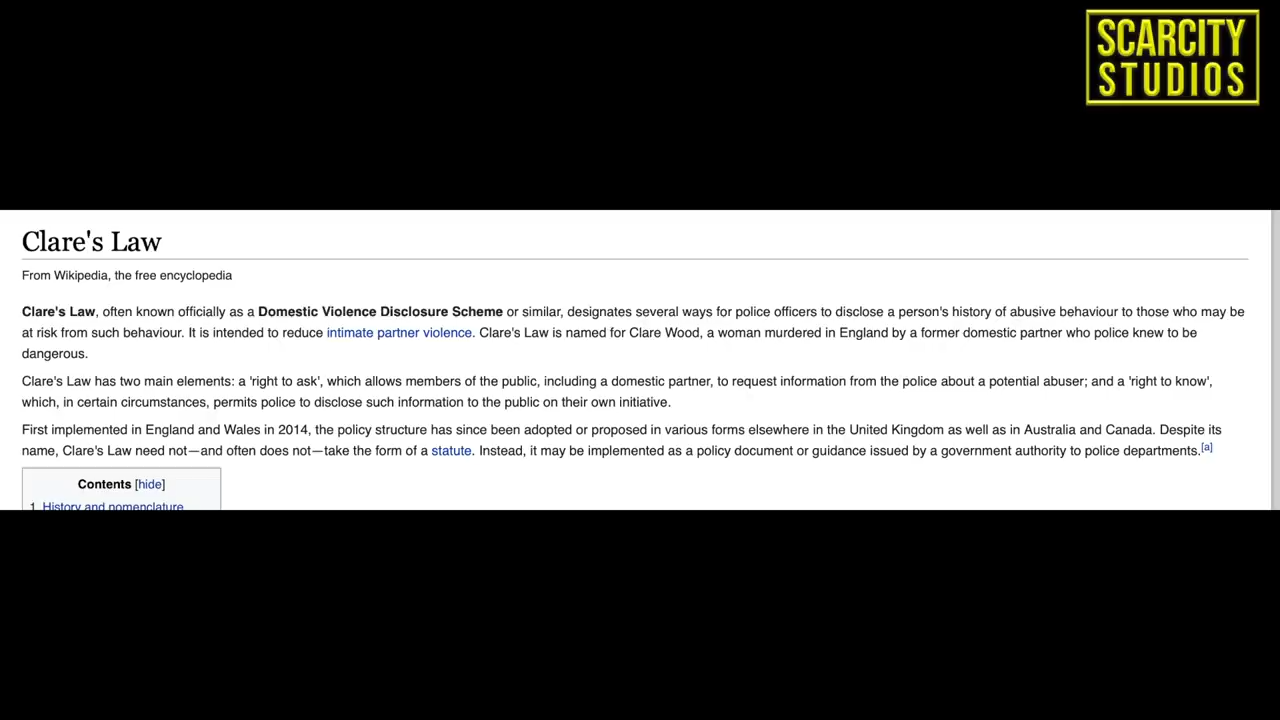 SCARCITY
STUDIOS
Clare's Law
From Wikipedia, the free encyclopedia
Clare's Law, often known officially as a Domestic Violence Disclosure Scheme or similar, designates several ways for police officers to disclose a person's history of abusive behaviour to those who may be
at risk from such behaviour. It is intended to reduce intimate partner violence. Clare's Law is named for Clare Wood, a woman murdered in England by a former domestic partner who police knew to be
dangerous.
Clare's Law has two main elements: a 'right to ask', which allows members of the public, including a domestic partner, to request information from the police about a potential abuser; and a 'right to know',
which, in certain circumstances, permits police to disclose such information to the public on their own initiative.
First implemented in England and Wales in 2014, the policy structure has since been adopted or proposed in various forms elsewhere in the United Kingdom as well as in Australia and Canada. Despite its
name, Clare's Law need not—and often does not—take the form of a statute. Instead, it may be implemented as a policy document or guidance issued by a government authority to police departments.[a]
Contents [hide]
1 History and nomenclature